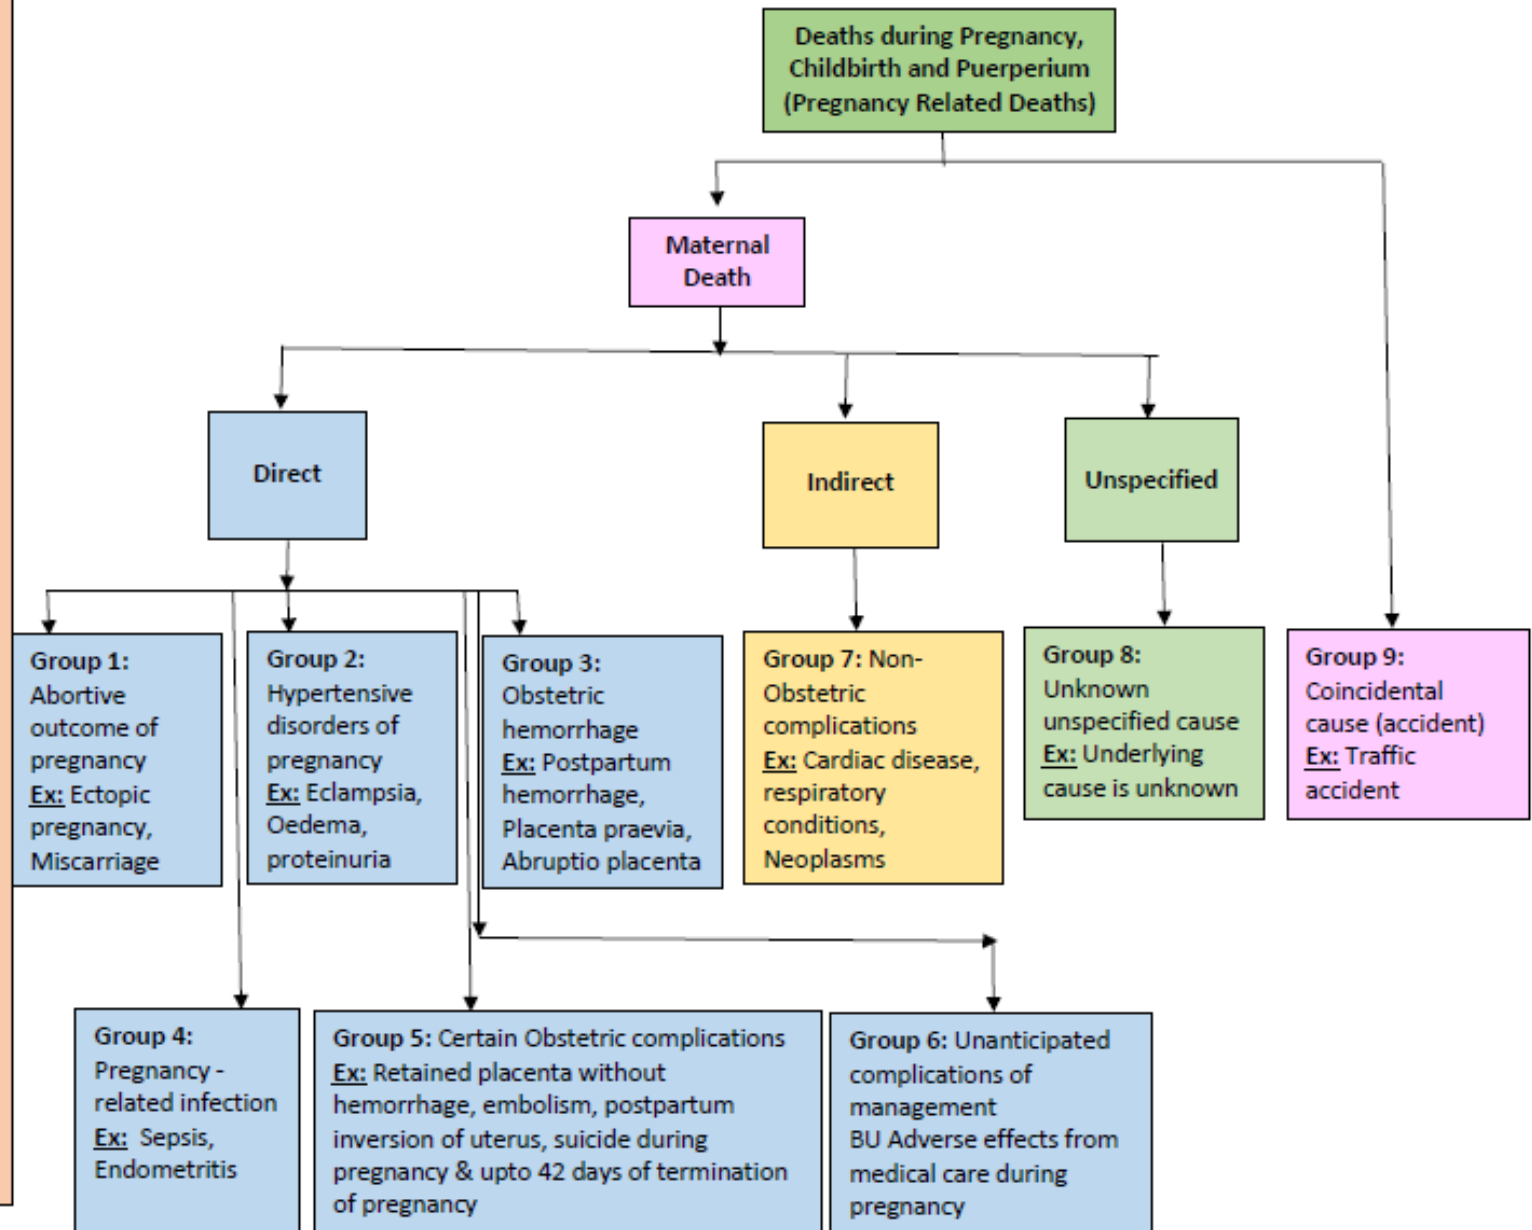 Deaths during Pregnancy,
Childbirth and Puerperium
(Pregnancy Related Deaths)
Maternal
Death
Direct
Indirect
Unspecified
Group 1:
Abortive
outcome of
pregnancy
Ex: Ectopic
pregnancy,
Miscarriage
Group 2:
Hypertensive
disorders of
pregnancy
Ex: Eclampsia,
Oedema,
proteinuria
Group 3:
Obstetric
hemorrhage
Ex: Postpartum
hemorrhage,
Placenta praevia,
Abruptio placenta
Group 7: Non-
Obstetric
complications
Ex: Cardiac disease,
respiratory
conditions,
Neoplasms
Group 8:
Unknown
unspecified cause
Ex: Underlying
cause is unknown
Group 9:
Coincidental
cause (accident)
Ex: Traffic
accident
Group 4:
Pregnancy -
related infection
Ex: Sepsis,
Endometritis
Group 5: Certain Obstetric complications
Ex: Retained placenta without
hemorrhage, embolism, postpartum
inversion of uterus, suicide during
pregnancy & upto 42 days of termination
of pregnancy
Group 6: Unanticipated
complications of
management
BU Adverse effects from
medical care during
pregnancy